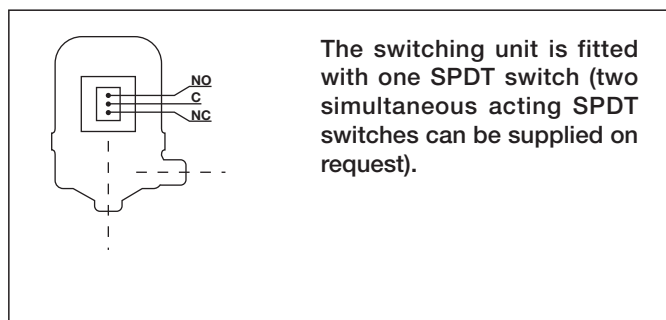 NO
C
NC
The switching unit is fitted
with one SPDT switch (two
simultaneous acting SPDT
switches can be supplied on
request).